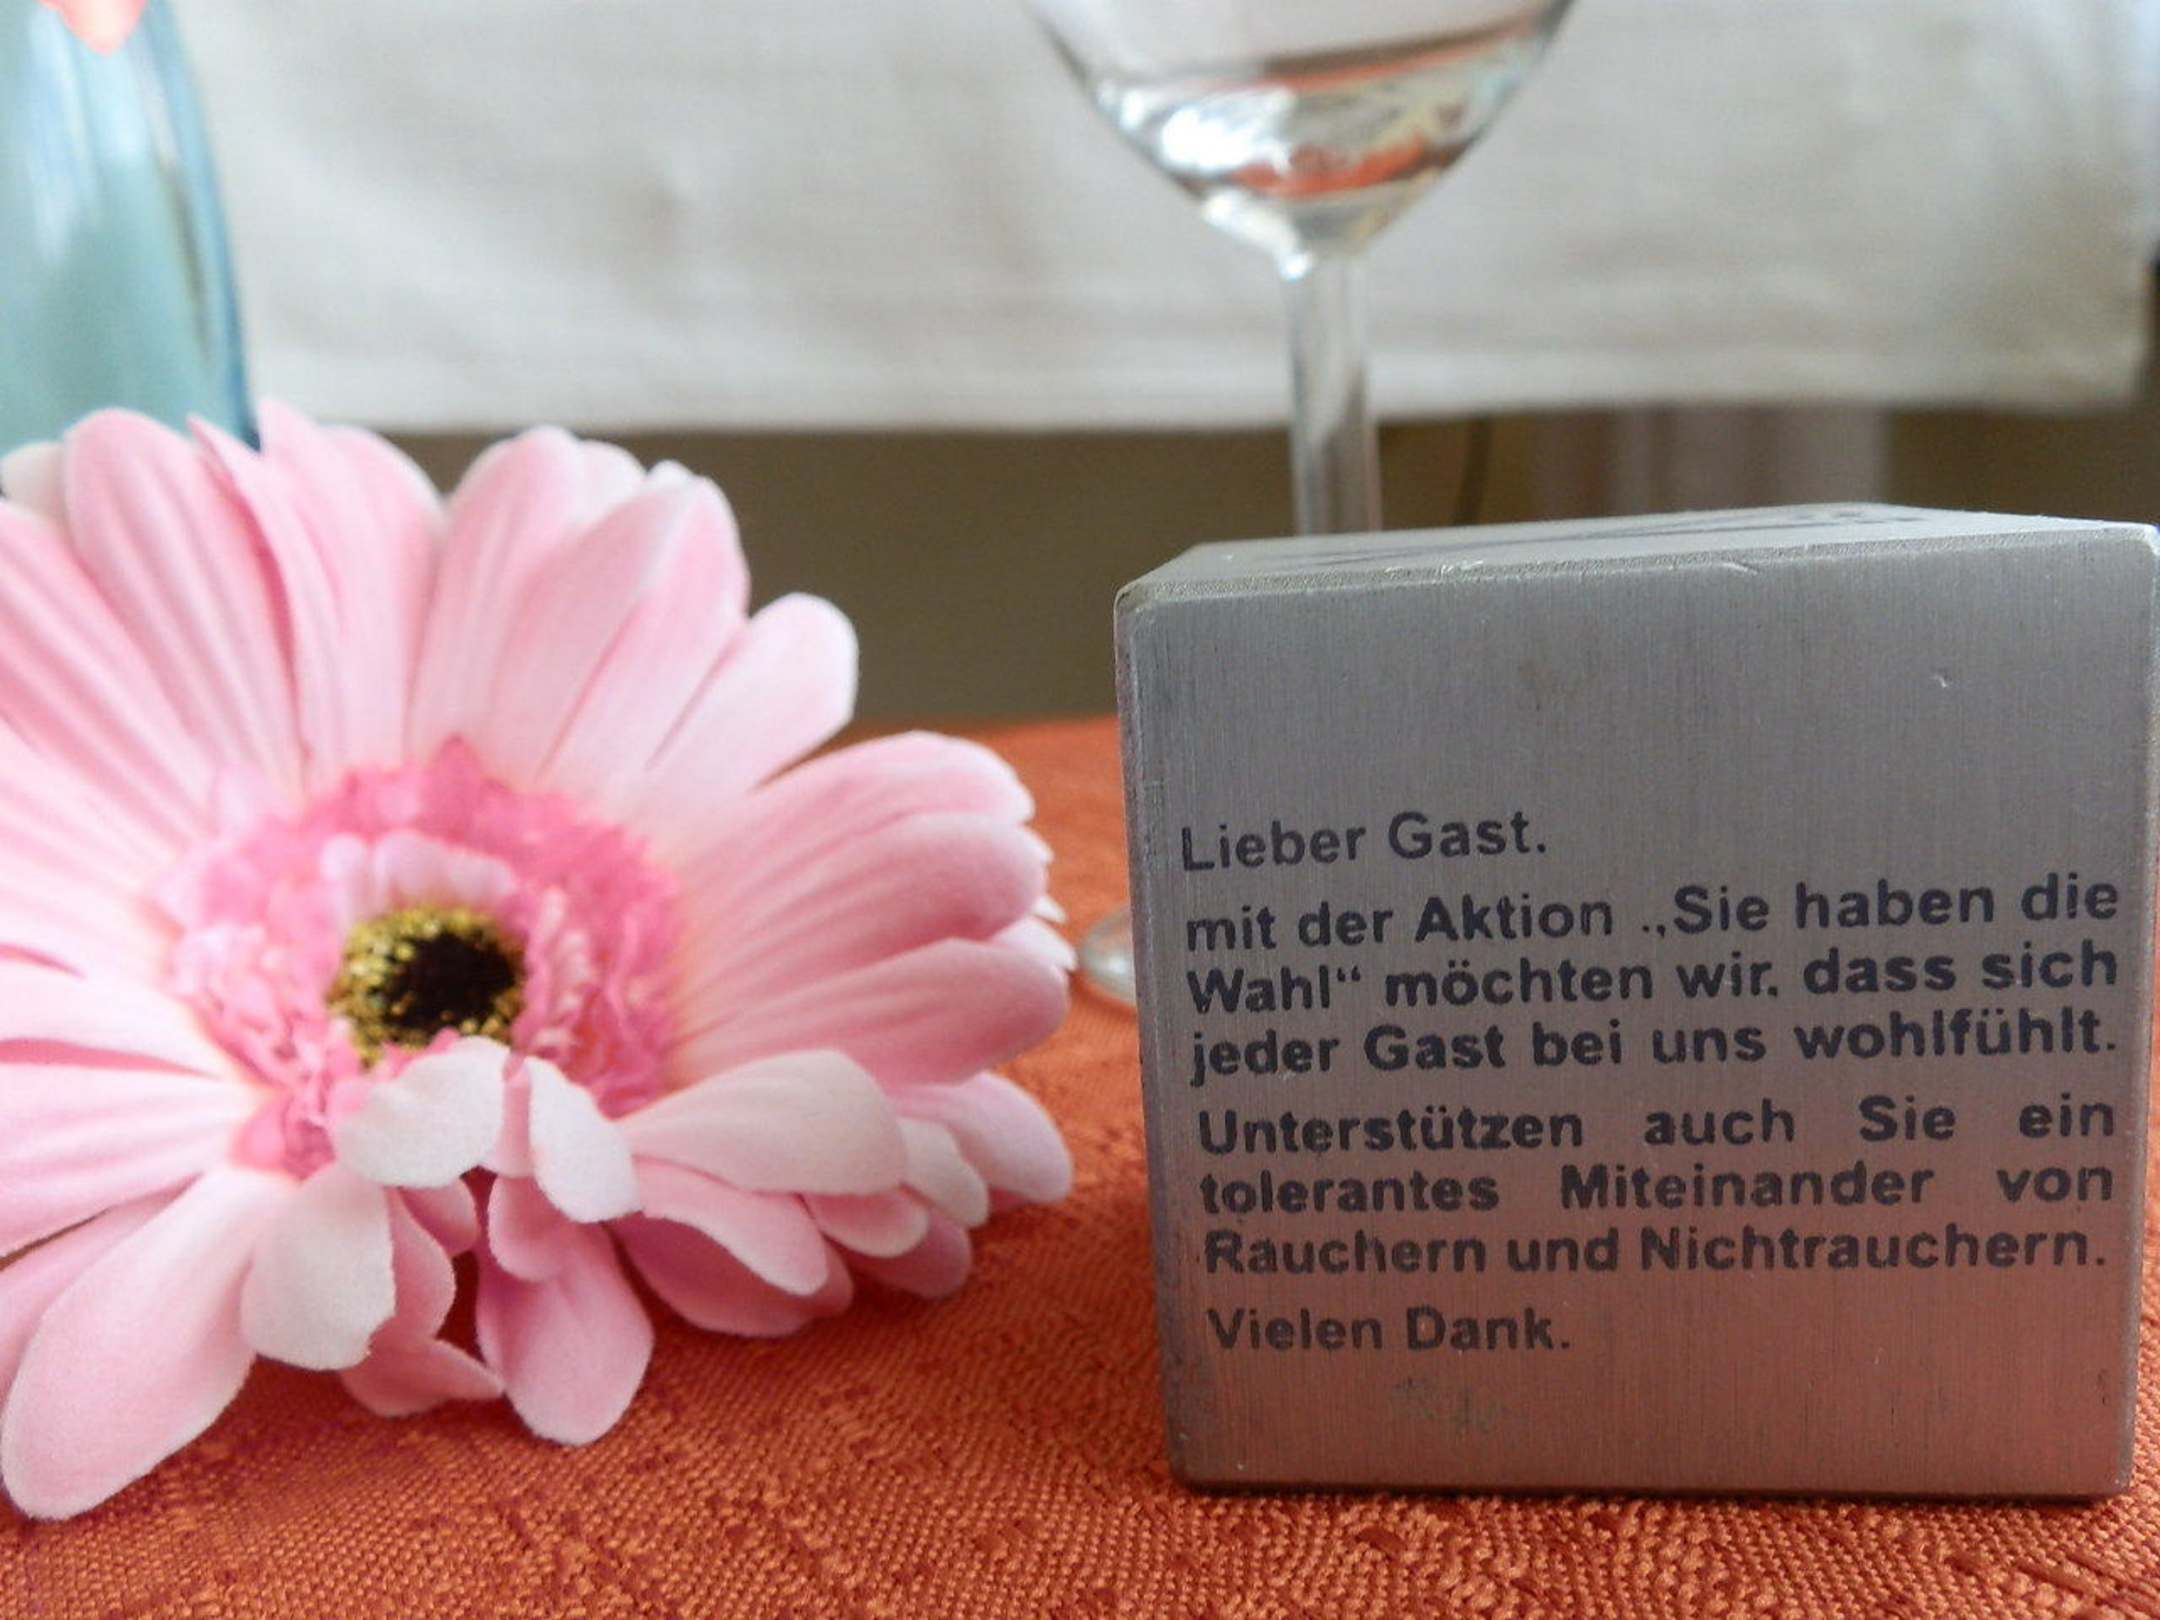 Lieber Gast.
mit der Aktion „Sie haben die
Wahl“ möchten wir, dass sich
jeder Gast bei uns wohlfühlt.
Unterstützen auch Sie ein
tolerantes Miteinander von
Rauchern und Nichtrauchern.
Vielen Dank.